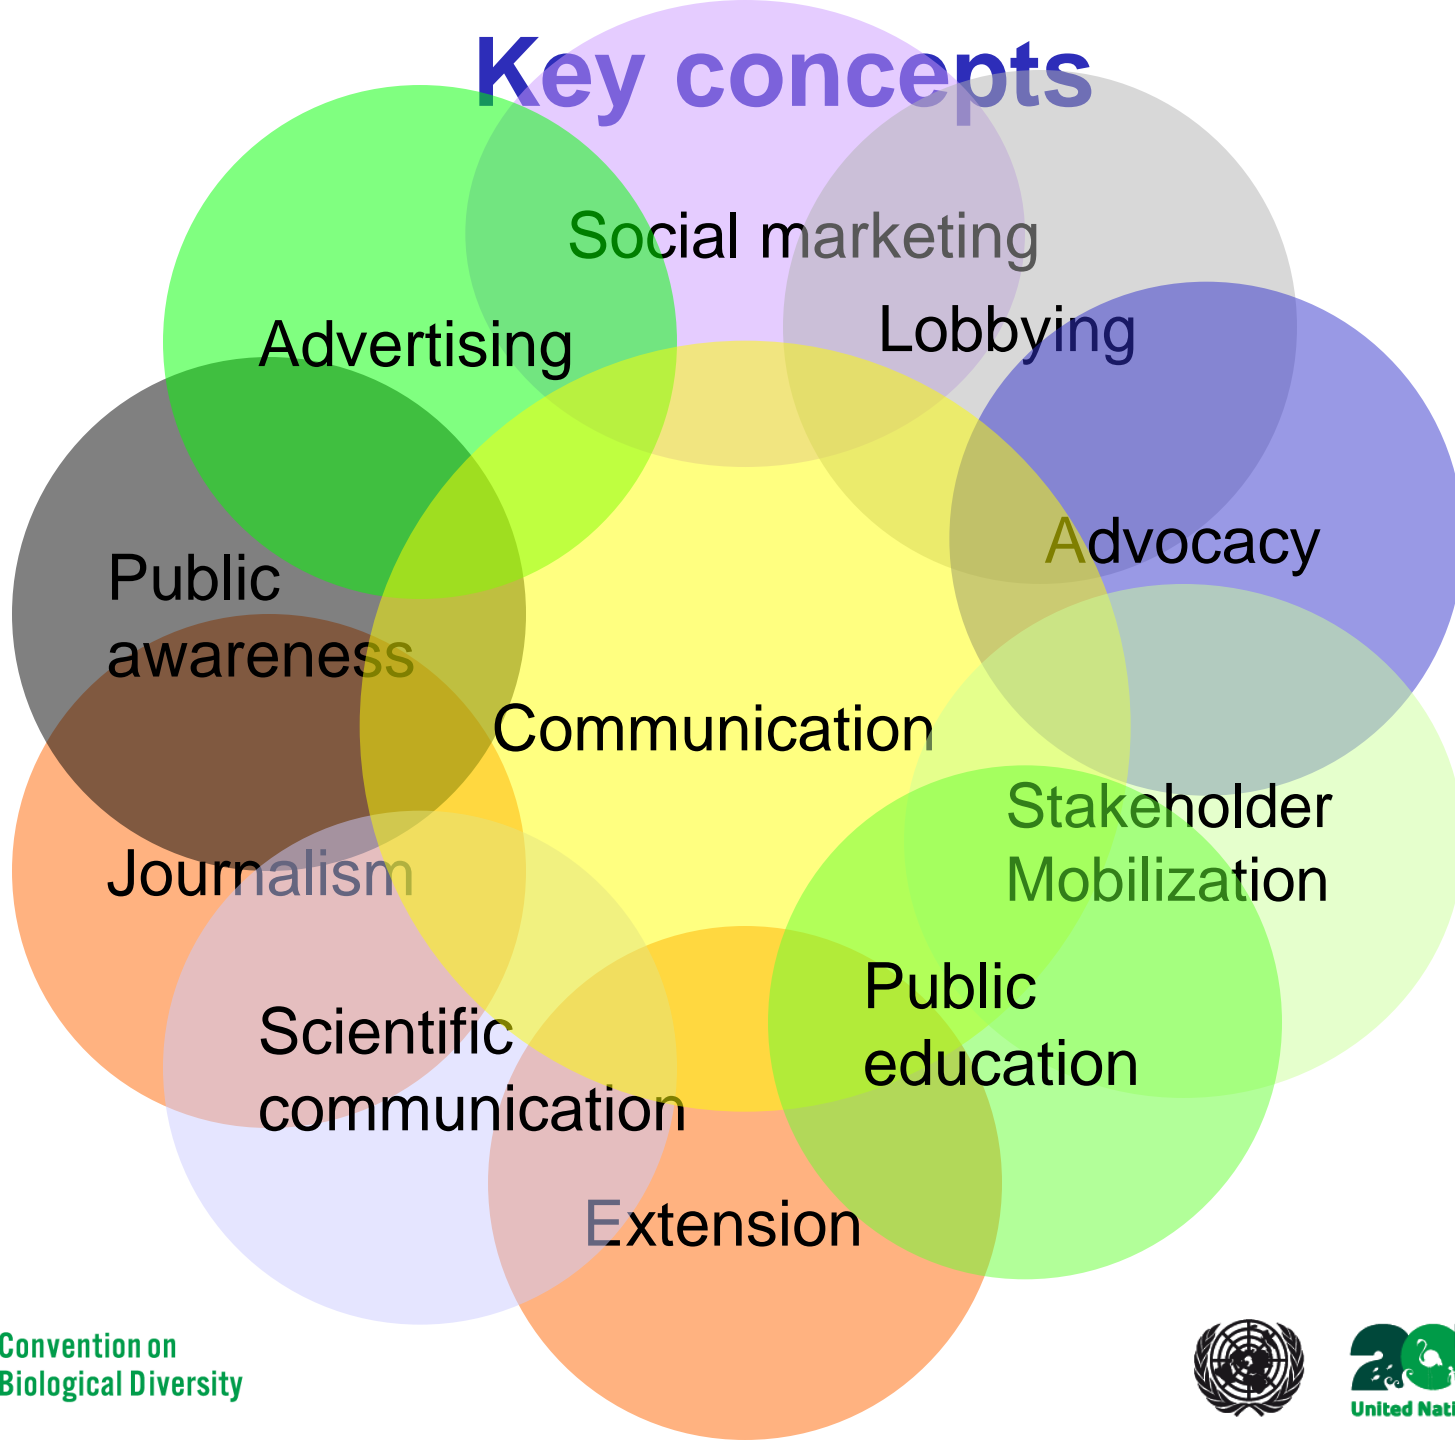 Key concepts
Social marketing
Lobbying
Advertising
Advocacy
Public
awareness
Communication
Stakeholder
Mobilization
Journalism
Public
education
Scientific
communication
Extension
Convention on
Biological Diversity
United Nati